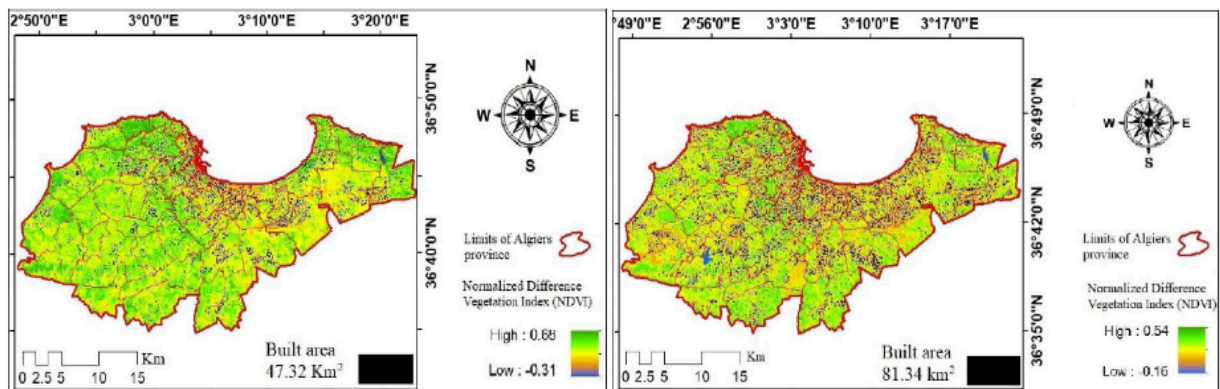 2°50'0"E 3°0'0"E 3°10'0"E 3°20'0"E
N
W E
S
36°50'0"N
36°40'0"N
Limits of Algiers
province
Normalized Difference
Vegetation Index (NDVI)
High : 0.68
Low : -0.31
Km
0 2.5 5 10 15
Built area
47.32 Km²
2°49'0"E 2°56'0"E 3°3'0"E 3°10'0"E 3°17'0"E
N
W E
S
36°49'0"N
36°42'0"N
36°35'0"N
Limits of Algiers
province
Normalized Difference
Vegetation Index (NDVI)
High : 0.54
Low : -0.16
Km
0 2.5 5 10 15
Built area
81.34 km²